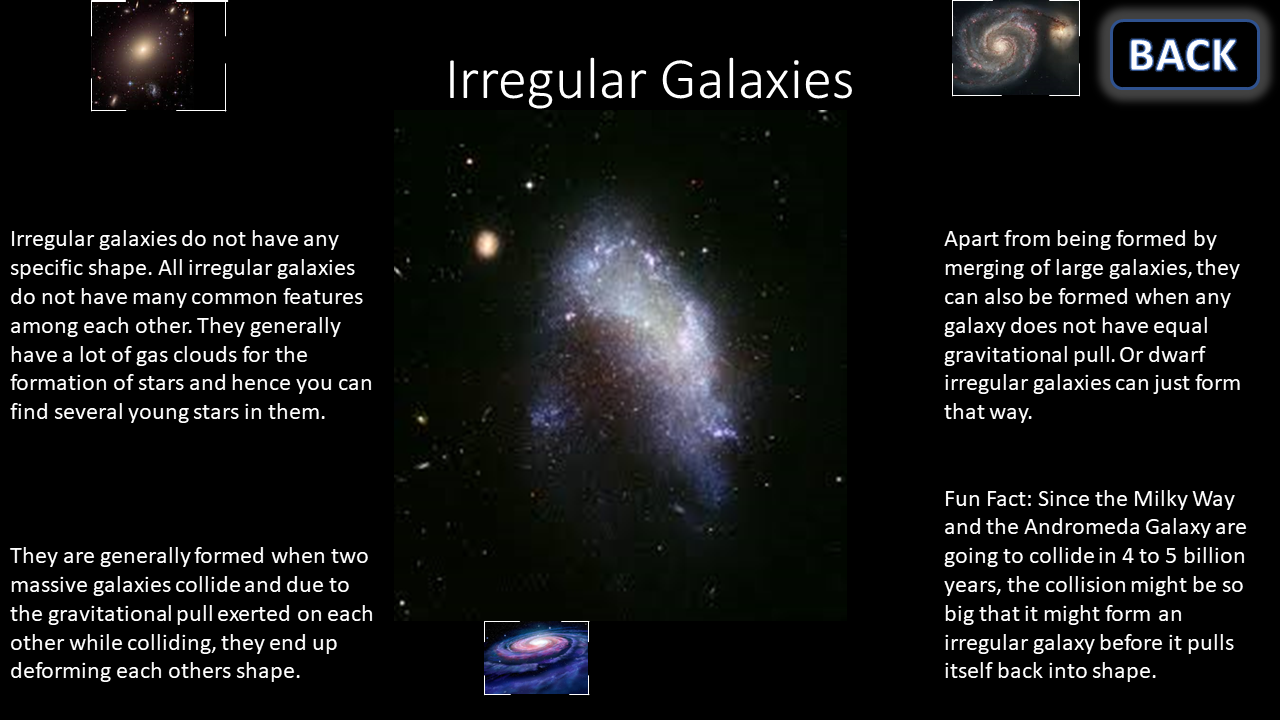 BACK
Irregular Galaxies
Irregular galaxies do not have any
specific shape. All irregular galaxies
do not have many common features
among each other. They generally
have a lot of gas clouds for the
formation of stars and hence you can
find several young stars in them.
They are generally formed when two
massive galaxies collide and due to
the gravitational pull exerted on each
other while colliding, they end up
deforming each others shape.
Apart from being formed by
merging of large galaxies, they
can also be formed when any
galaxy does not have equal
gravitational pull. Or dwarf
irregular galaxies can just form
that way.
Fun Fact: Since the Milky Way
and the Andromeda Galaxy are
going to collide in 4 to 5 billion
years, the collision might be so
big that it might form an
irregular galaxy before it pulls
itself back into shape.